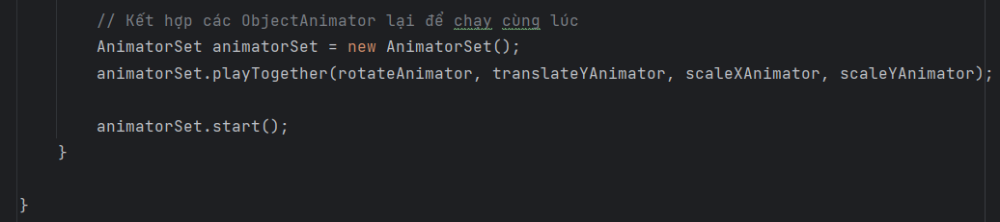 // Kết hợp các ObjectAnimator lại để chạy cùng lúc
AnimatorSet animatorSet = new AnimatorSet();
animatorSet.playTogether(rotateAnimator, translateYAnimator, scaleXAnimator, scaleYAnimator);
animatorSet.start();
}
}